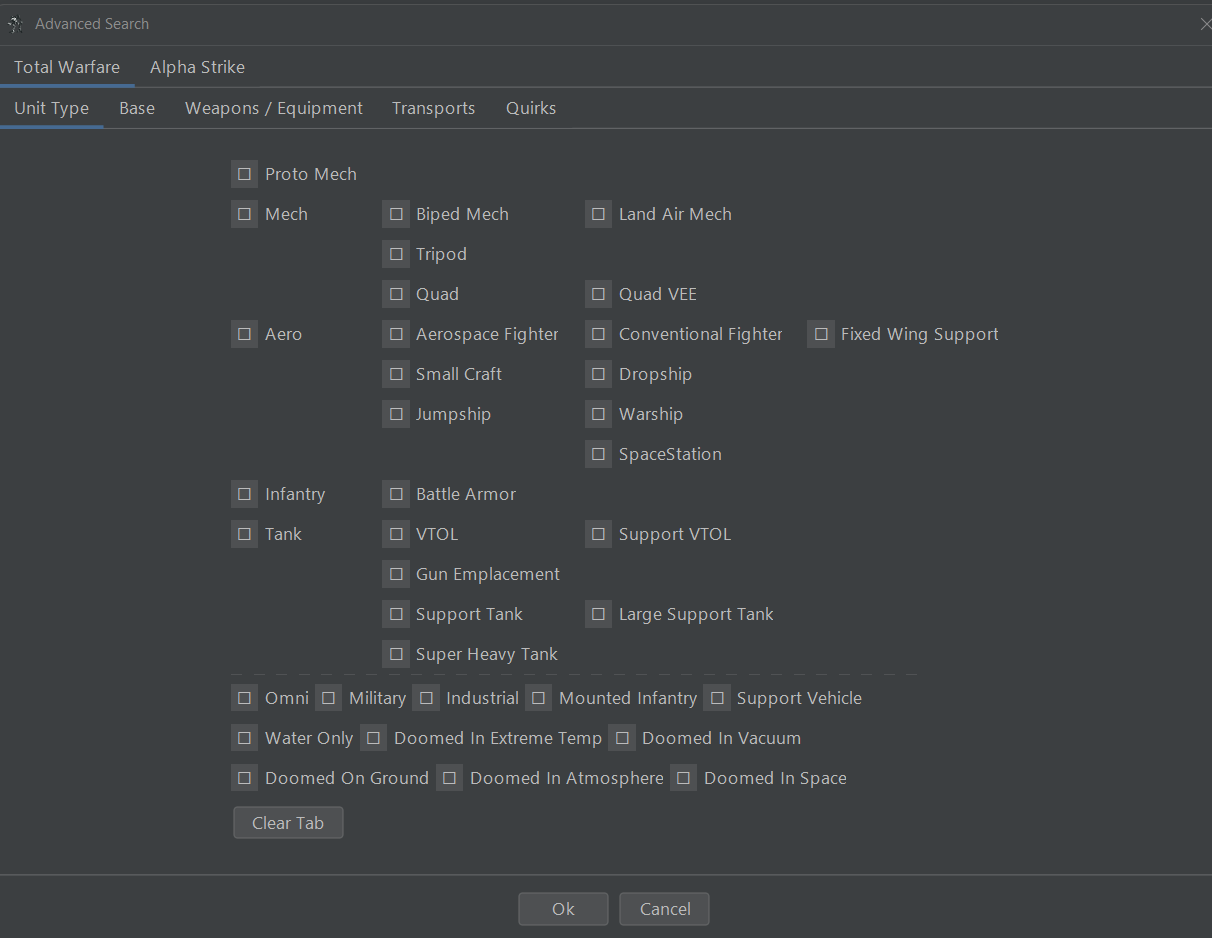 Advanced Search
Total Warfare Alpha Strike
Unit Type Base Weapons / Equipment Transports Quirks
Proto Mech
Mech Biped Mech Land Air Mech
Tripod
Quad Quad VEE
Aero Aerospace Fighter Conventional Fighter Fixed Wing Support
Small Craft Dropship
Jumpship Warship
SpaceStation
Infantry Battle Armor
Tank VTOL Support VTOL
Gun Emplacement
Support Tank Large Support Tank
Super Heavy Tank
Omni Military Industrial Mounted Infantry Support Vehicle
Water Only Doomed In Extreme Temp Doomed In Vacuum
Doomed On Ground Doomed In Atmosphere Doomed In Space
Clear Tab
Ok Cancel